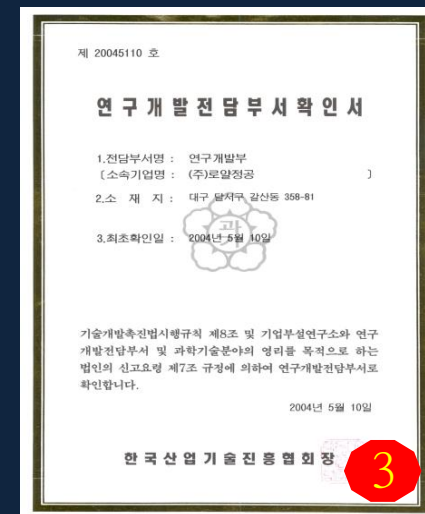 제 20045110 호
연구개발전담부서확인서
1.전담부서명 : 연구개발부
〔소속기업명 : (주)로얄정공 〕
2.소 재 지 : 대구 달서구 갈산동 358-81
3.최초확인일 : 2004년 5월 10일
과
기술개발촉진법시행규칙 제8조 및 기업부설연구소와 연구
개발전담부서 및 과학기술분야의 영리를 목적으로 하는
법인의 신고요령 제7조 규정에 의하여 연구개발전담부서로
확인합니다.
2004년 5월 10일
한국산업기술진흥협회장
3